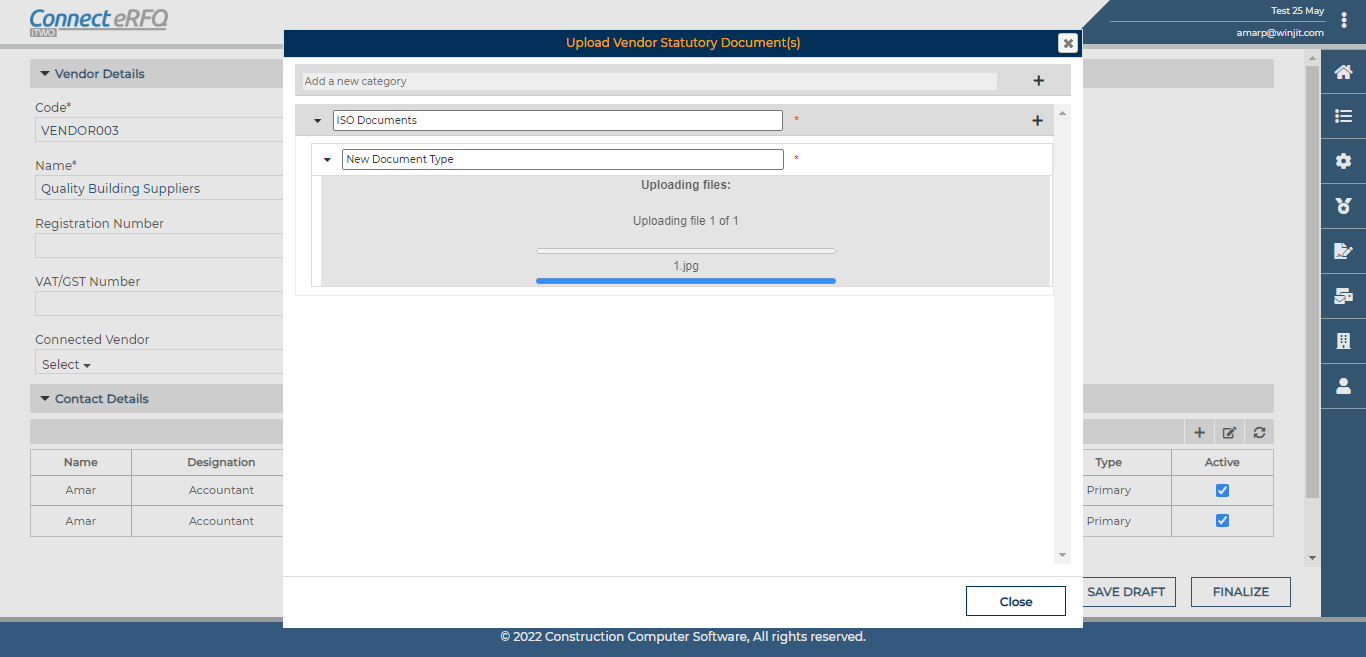 Connect eRFQ
iTWO
Test 25 May
amarp@winjit.com
Upload Vendor Statutory Document(s)
Add a new category
ISO Documents
*
New Document Type
*
Uploading files:
Uploading file 1 of 1
1.jpg
Close
Vendor Details
Code*
VENDOR003
Name*
Quality Building Suppliers
Registration Number
VAT/GST Number
Connected Vendor
Select
Contact Details
Name Designation Type Active
Amar Accountant Primary
Amar Accountant Primary
SAVE DRAFT FINALIZE
© 2022 Construction Computer Software, All rights reserved.